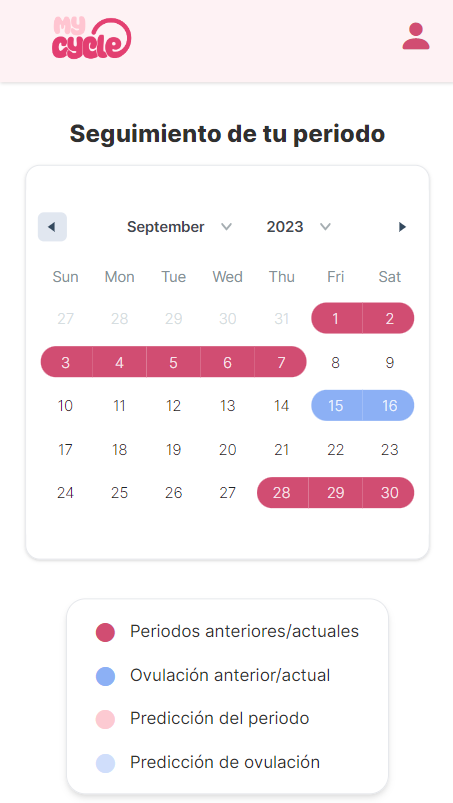 MY
cycle
Seguimiento de tu periodo
September 2023
Sun Mon Tue Wed Thu Fri Sat
27 28 29 30 31 1 2
3 4 5 6 7 8 9
10 11 12 13 14 15 16
17 18 19 20 21 22 23
24 25 26 27 28 29 30
Periodos anteriores/actuales
Ovulación anterior/actual
Predicción del periodo
Predicción de ovulación